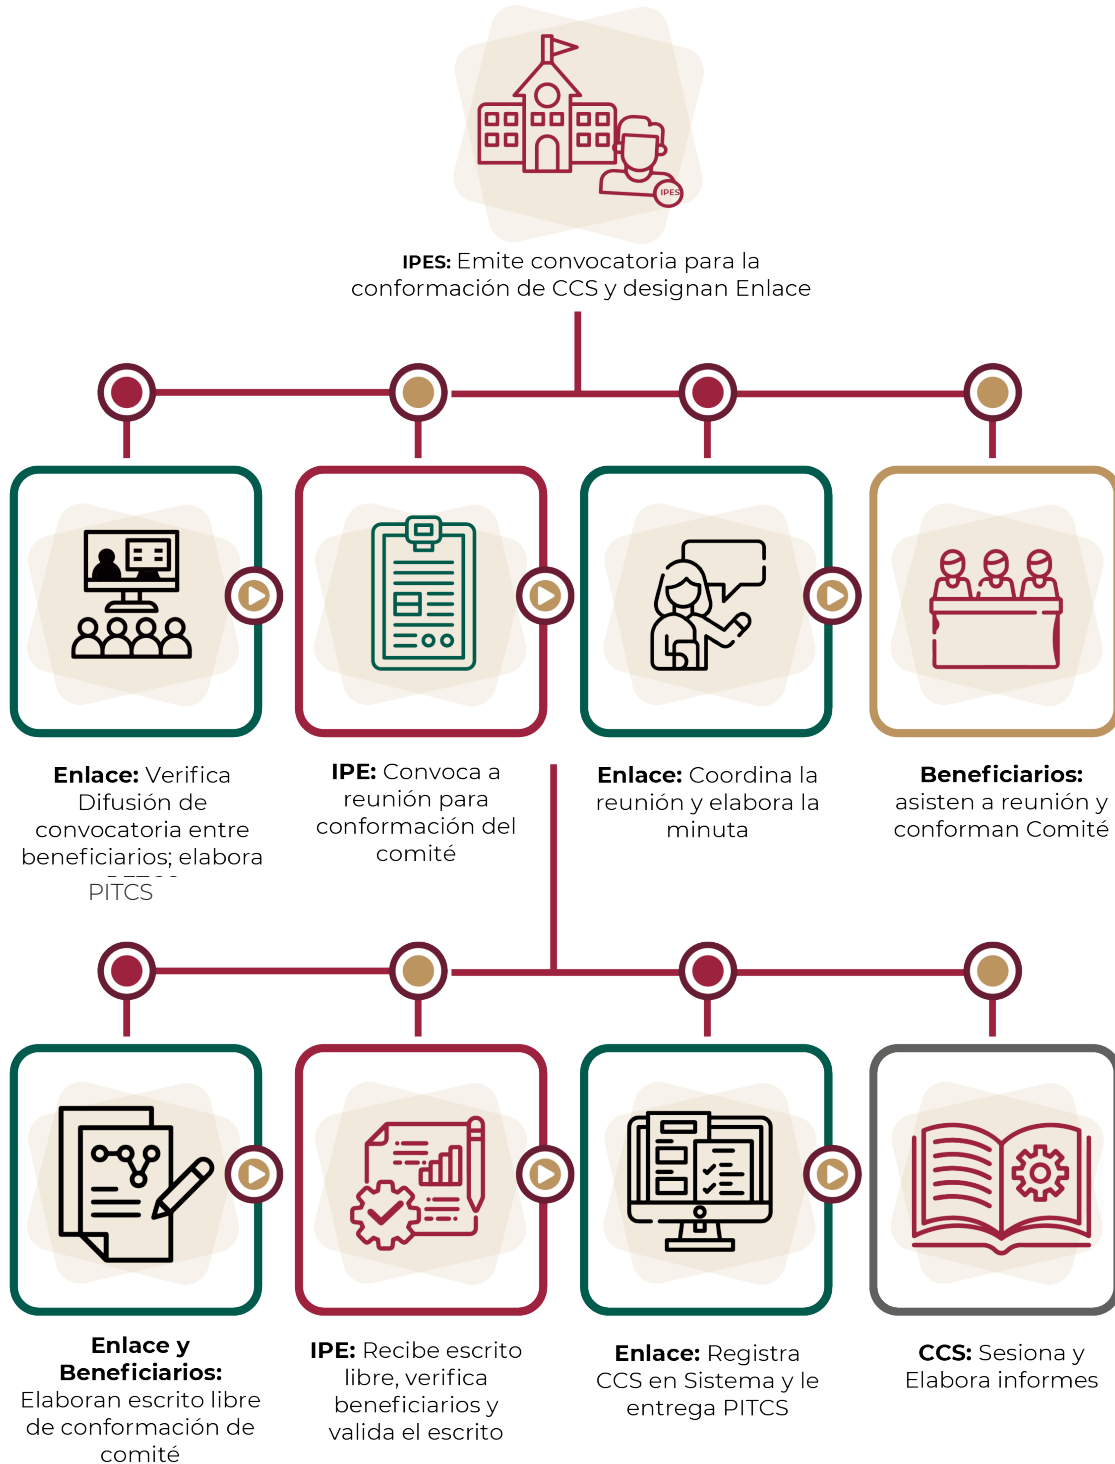 IPES
IPES: Emite convocatoria para la
conformación de CCS y designan Enlace
Enlace: Verifica
Difusión de
convocatoria entre
beneficiarios; elabora
PITCS
IPE: Convoca a
reunión para
conformación del
comité
Enlace: Coordina la
reunión y elabora la
minuta
Beneficiarios:
asisten a reunión y
conforman Comité
Enlace y
Beneficiarios:
Elaboran escrito libre
de conformación de
comité
IPE: Recibe escrito
libre, verifica
beneficiarios y
valida el escrito
Enlace: Registra
CCS en Sistema y le
entrega PITCS
CCS: Sesiona y
Elabora informes